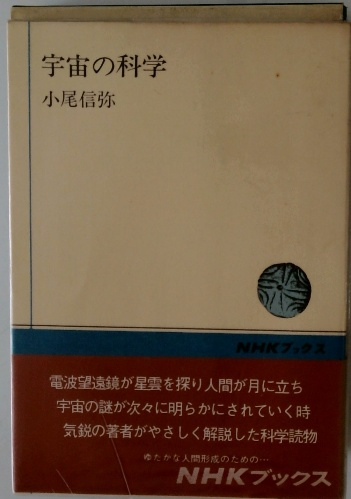 宇宙の科学
小尾信弥
NHKブックス
電波望遠鏡が星雲を探り人間が月に立ち
宇宙の謎が次々に明らかにされていく時
気鋭の著者がやさしく解説した科学読物
ゆたかな人間形成のための…
NHKブックス